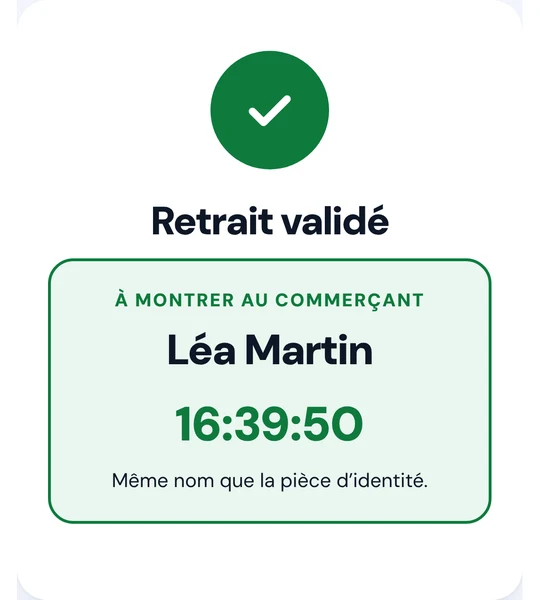 Retrait validé
À MONTRER AU COMMERÇANT
Léa Martin
16:39:50
Même nom que la pièce d’identité.